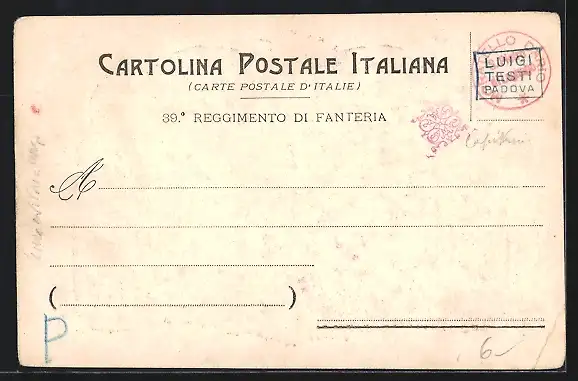 CARTOLINA POSTALE ITALIANA
(CARTE POSTALE D'ITALIE)
39.º REGGIMENTO DI FANTERIA
LUIGI
TESTI
PADOVA
A
( )
P
6-